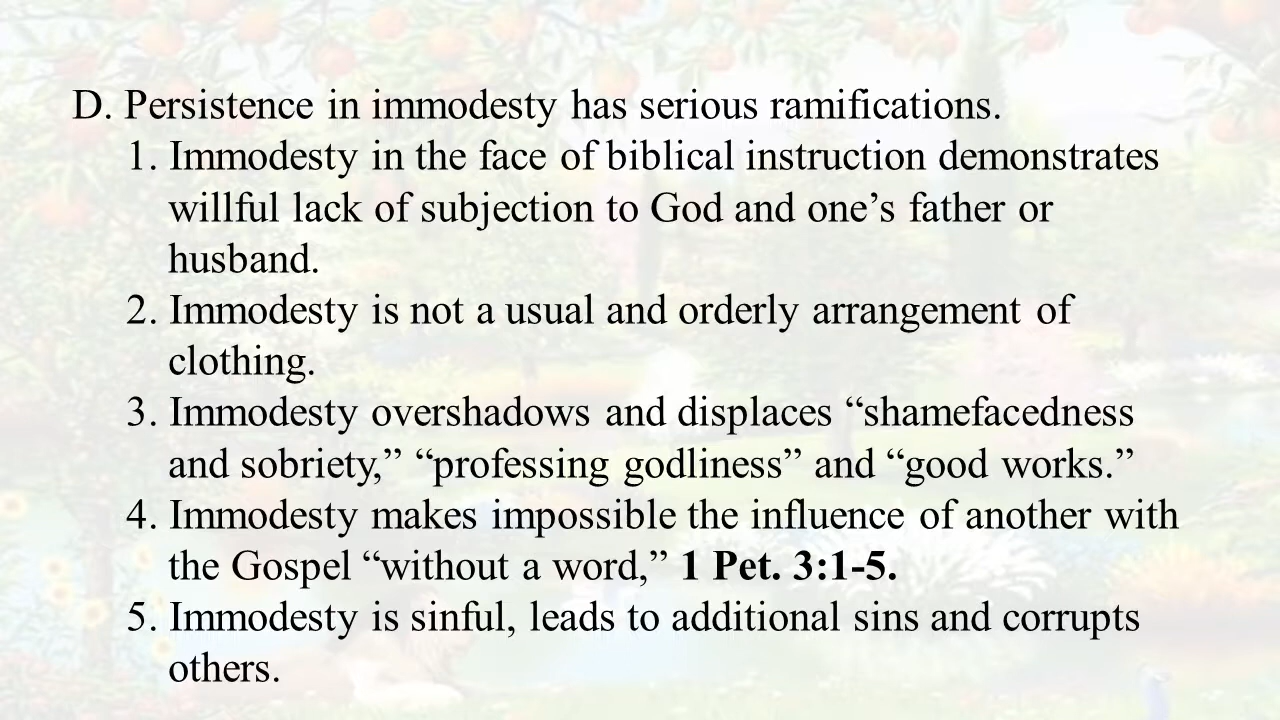 D. Persistence in immodesty has serious ramifications.
1. Immodesty in the face of biblical instruction demonstrates
willful lack of subjection to God and one’s father or
husband.
2. Immodesty is not a usual and orderly arrangement of
clothing.
3. Immodesty overshadows and displaces “shamefacedness
and sobriety,” “professing godliness” and “good works.”
4. Immodesty makes impossible the influence of another with
the Gospel “without a word,” 1 Pet. 3:1-5.
5. Immodesty is sinful, leads to additional sins and corrupts
others.